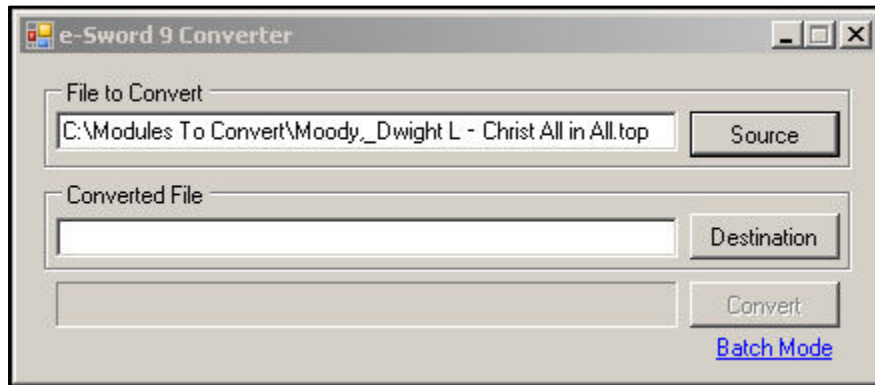 e-Sword 9 Converter
File to Convert
C:\Modules To Convert\Moody,_Dwight L - Christ All in All.top
Source
Converted File
Destination
Convert
Batch Mode